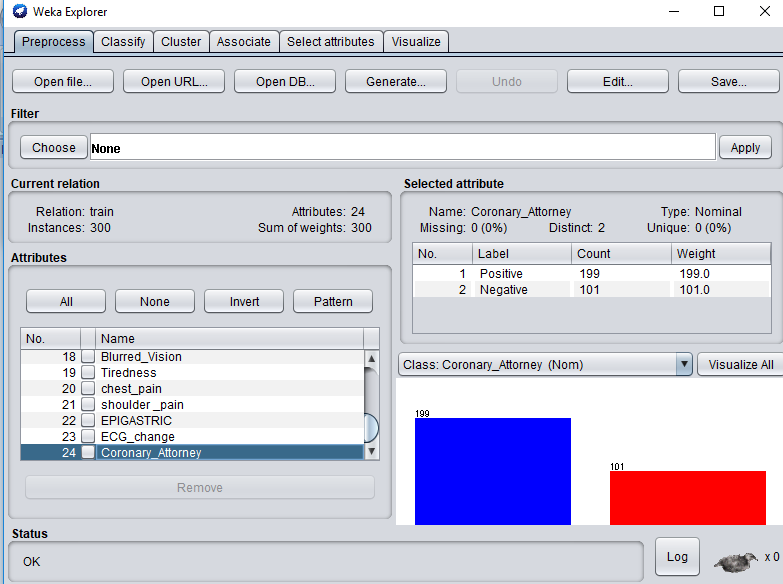 Weka Explorer
Preprocess Classify Cluster Associate Select attributes Visualize
Open file... Open URL... Open DB... Generate... Undo Edit... Save...
Filter
Choose None Apply
Current relation
Relation: train Attributes: 24
Instances: 300 Sum of weights: 300
Attributes
All None Invert Pattern
No. Name
18 Blurred_Vision
19 Tiredness
20 chest_pain
21 shoulder _pain
22 EPIGASTRIC
23 ECG_change
24 Coronary_Attorney
Remove
Selected attribute
Name: Coronary_Attorney Type: Nominal
Missing: 0 (0%) Distinct: 2 Unique: 0 (0%)
No. Label Count Weight
1 Positive 199 199.0
2 Negative 101 101.0
Class: Coronary_Attorney (Nom) Visualize All
199
101
Status
OK
Log x 0